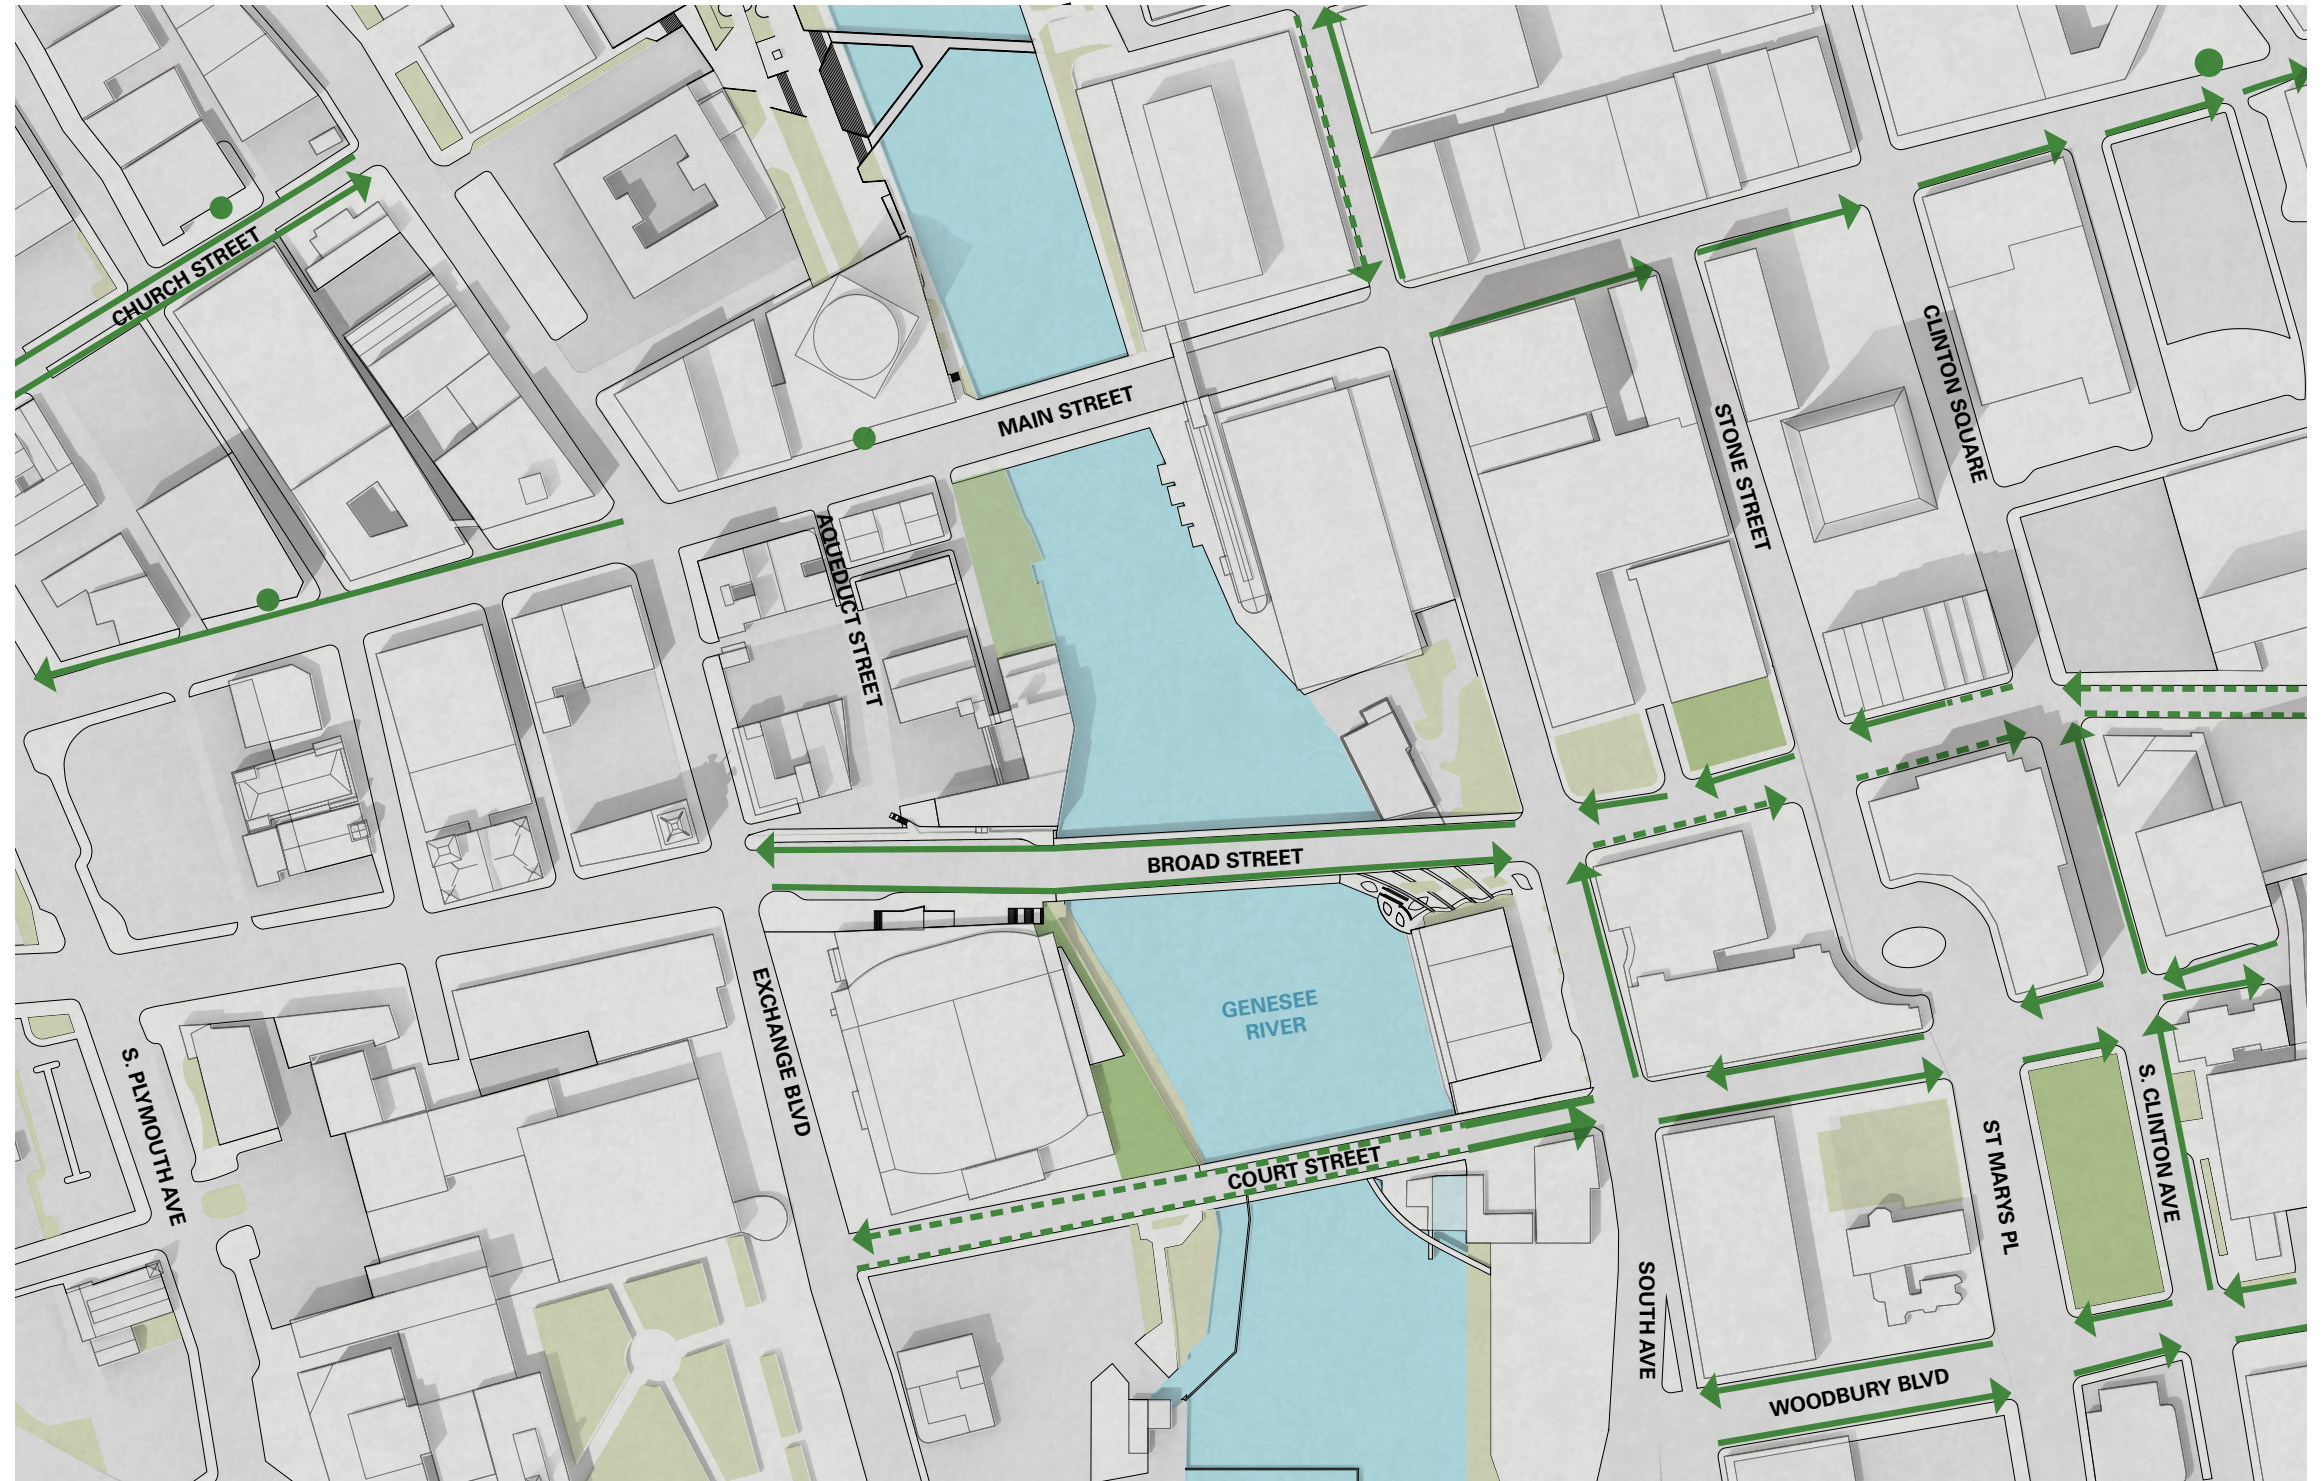 CHURCH STREET
MAIN STREET
CLINTON SQUARE
STONE STREET
AQUEDUCT STREET
BROAD STREET
EXCHANGE BLVD
GENESEE
RIVER
S. PLYMOUTH AVE
COURT STREET
ST MARYS PL
S. CLINTON AVE
SOUTH AVE
WOODBURY BLVD